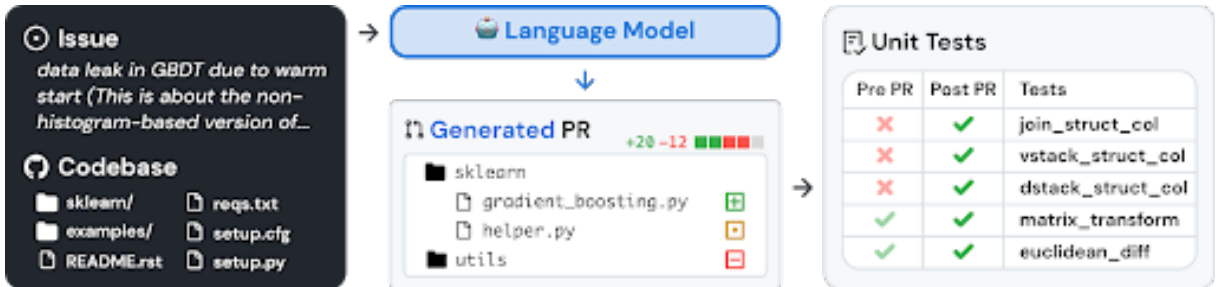 Issue
data leak in GBDT due to warm
start (This is about the non-
histogram-based version of...
Codebase
sklearn/
reqs.txt
examples/
setup.cfg
README.rst
setup.py
Language Model
Generated PR
+20 -12
sklearn
gradient_boosting.py
helper.py
utils
Unit Tests
Pre PR Post PR Tests
join_struct_col
vstack_struct_col
dstack_struct_col
matrix_transform
euclidean_diff